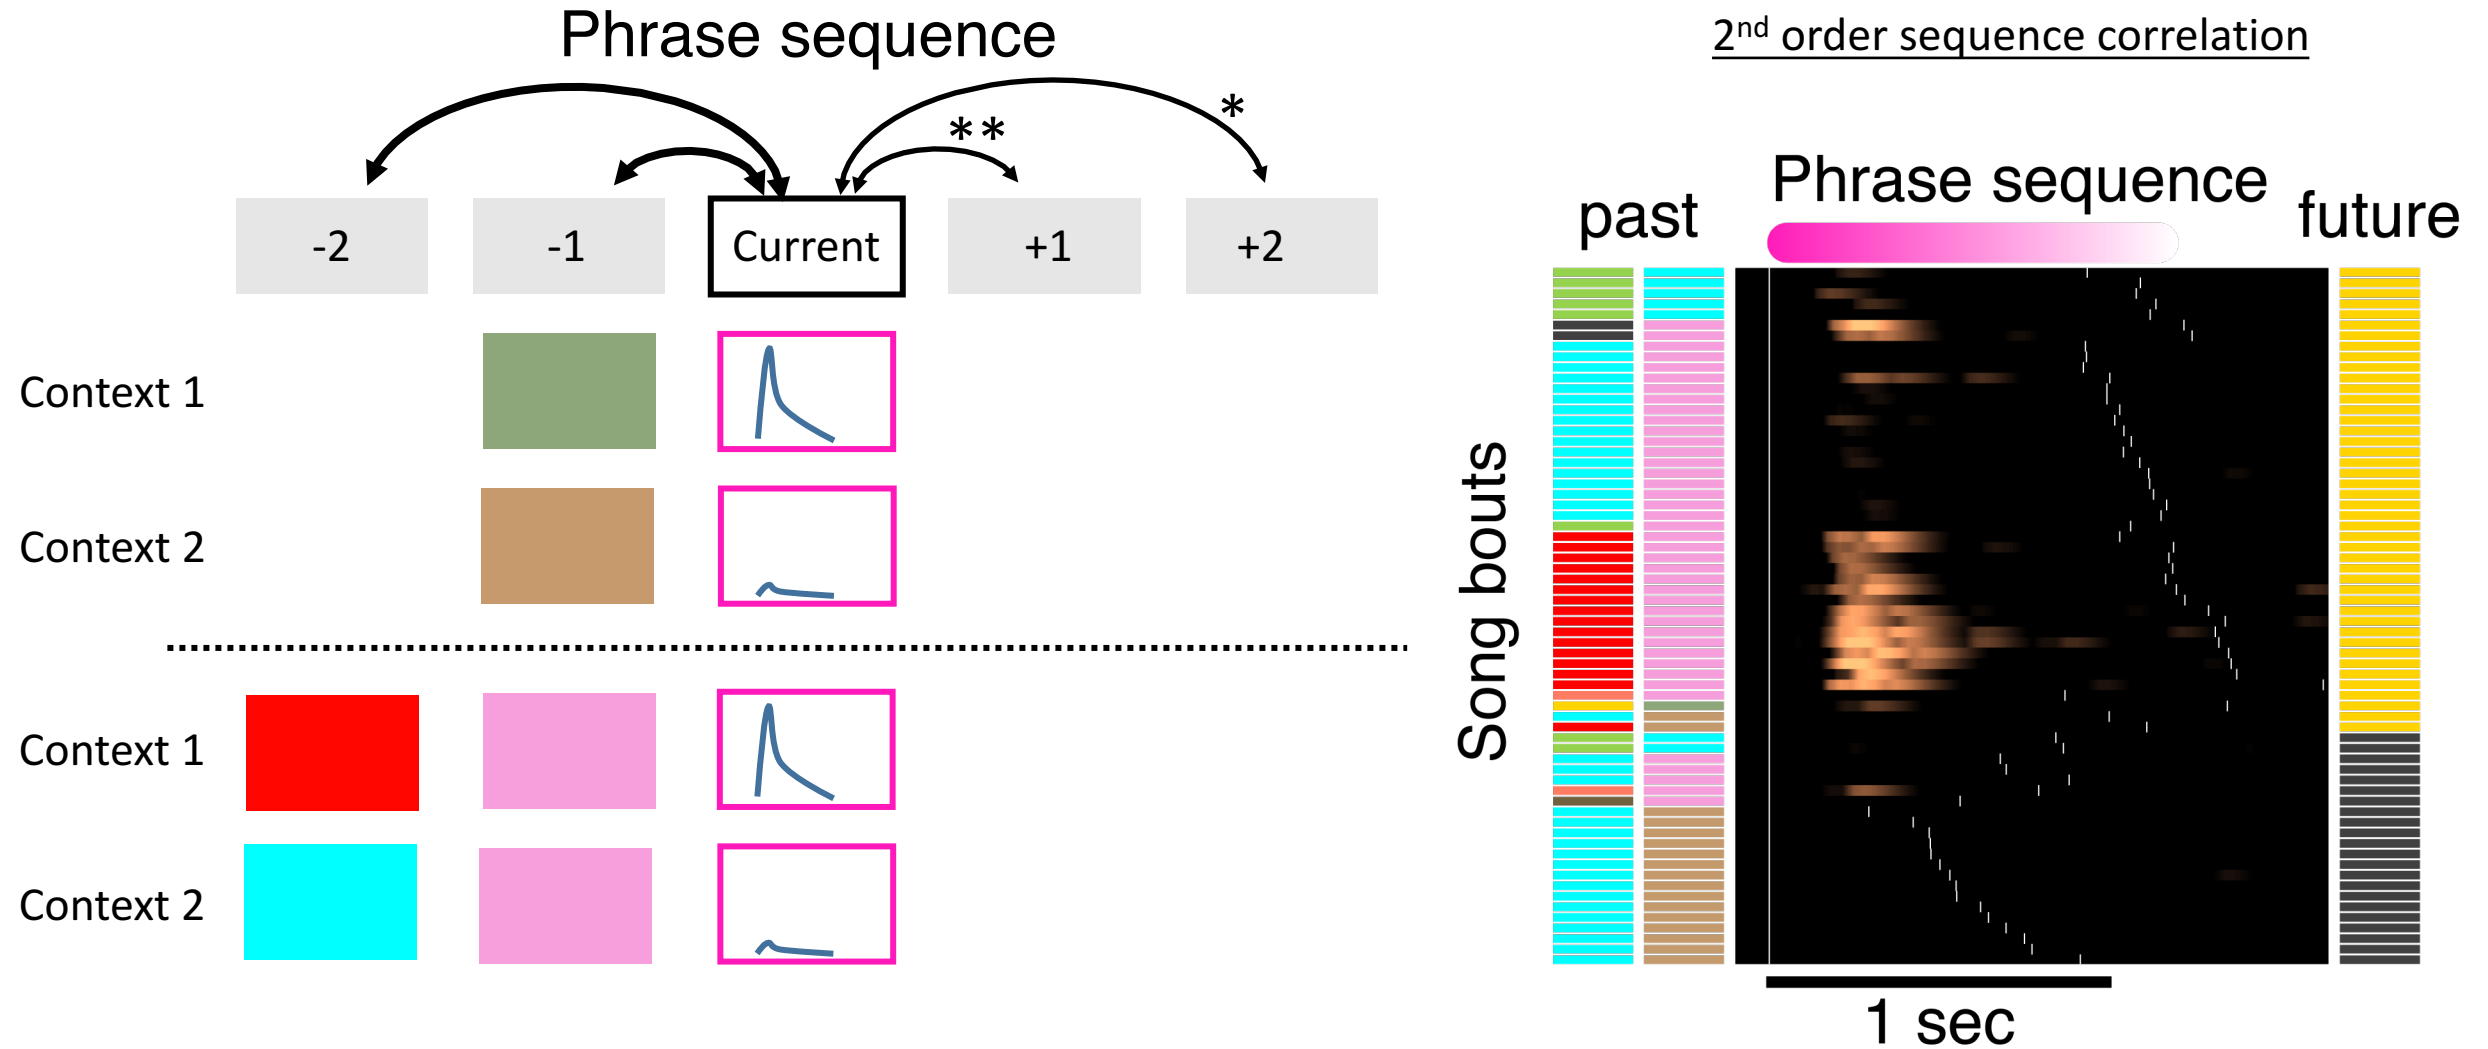 Phrase sequence
* *
*
-2 -1 Current +1 +2
Context 1
Context 2
Context 1
Context 2
2nd order sequence correlation
Phrase sequence
past
future
Song bouts
1 sec